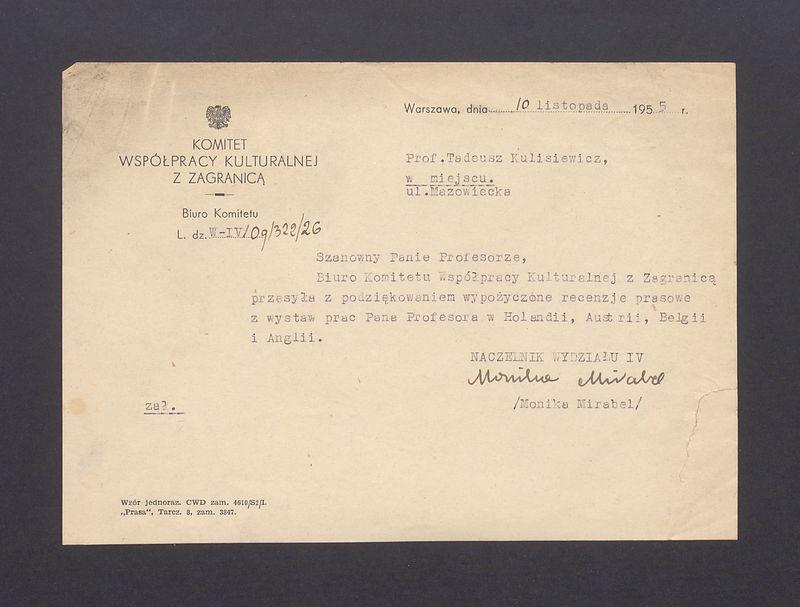 Warszawa, dnia 10 listopada 1955 r.
KOMITET
WSPÓŁPRACY KULTURALNEJ
Z ZAGRANICĄ
Biuro Komitetu
L. dz. W-IV/Og/322/26
Prof.Tadeusz Kulisiewicz,
w miejscu.
ul.Mazowiecka
Szanowny Panie Profesorze,
Biuro Komitetu Współpracy Kulturalnej z Zagranicą
przesyła z podziękowaniem wypożyczone recenzje prasowe
z wystaw prac Pana Profesora w Holandii, Austrii, Belgii
i Anglii.
NACZELNIK WYDZIAŁU IV
Monika Mirabel
/Monika Mirabel/
zał.
Wzór jednoraz. CWD zam. 4610/S2/I.
„Prasa", Tarcz. 8, zam. 3847.